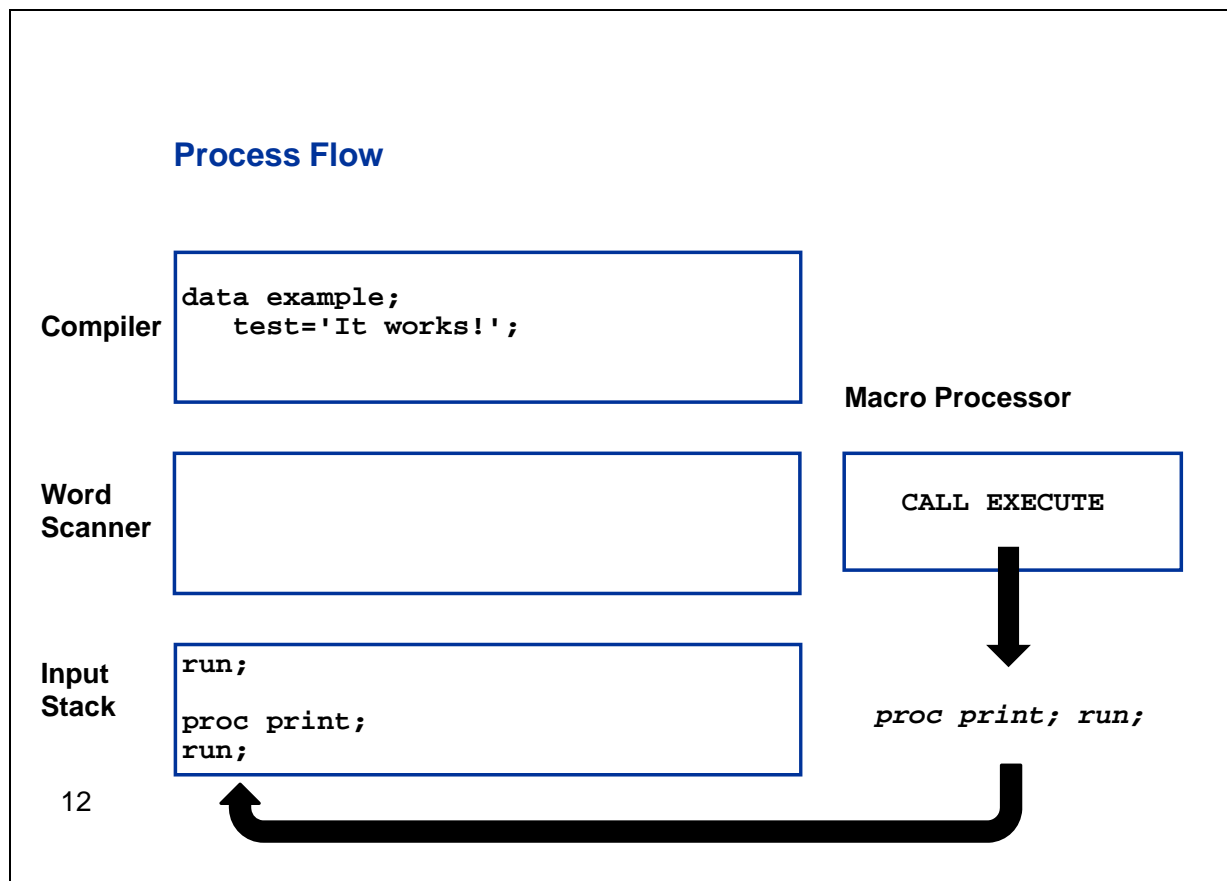 Process Flow
Compiler
data example;
   test='It works!';
Macro Processor
Word
Scanner
CALL EXECUTE
Input
Stack
run;
proc print;
run;
proc print; run;
12